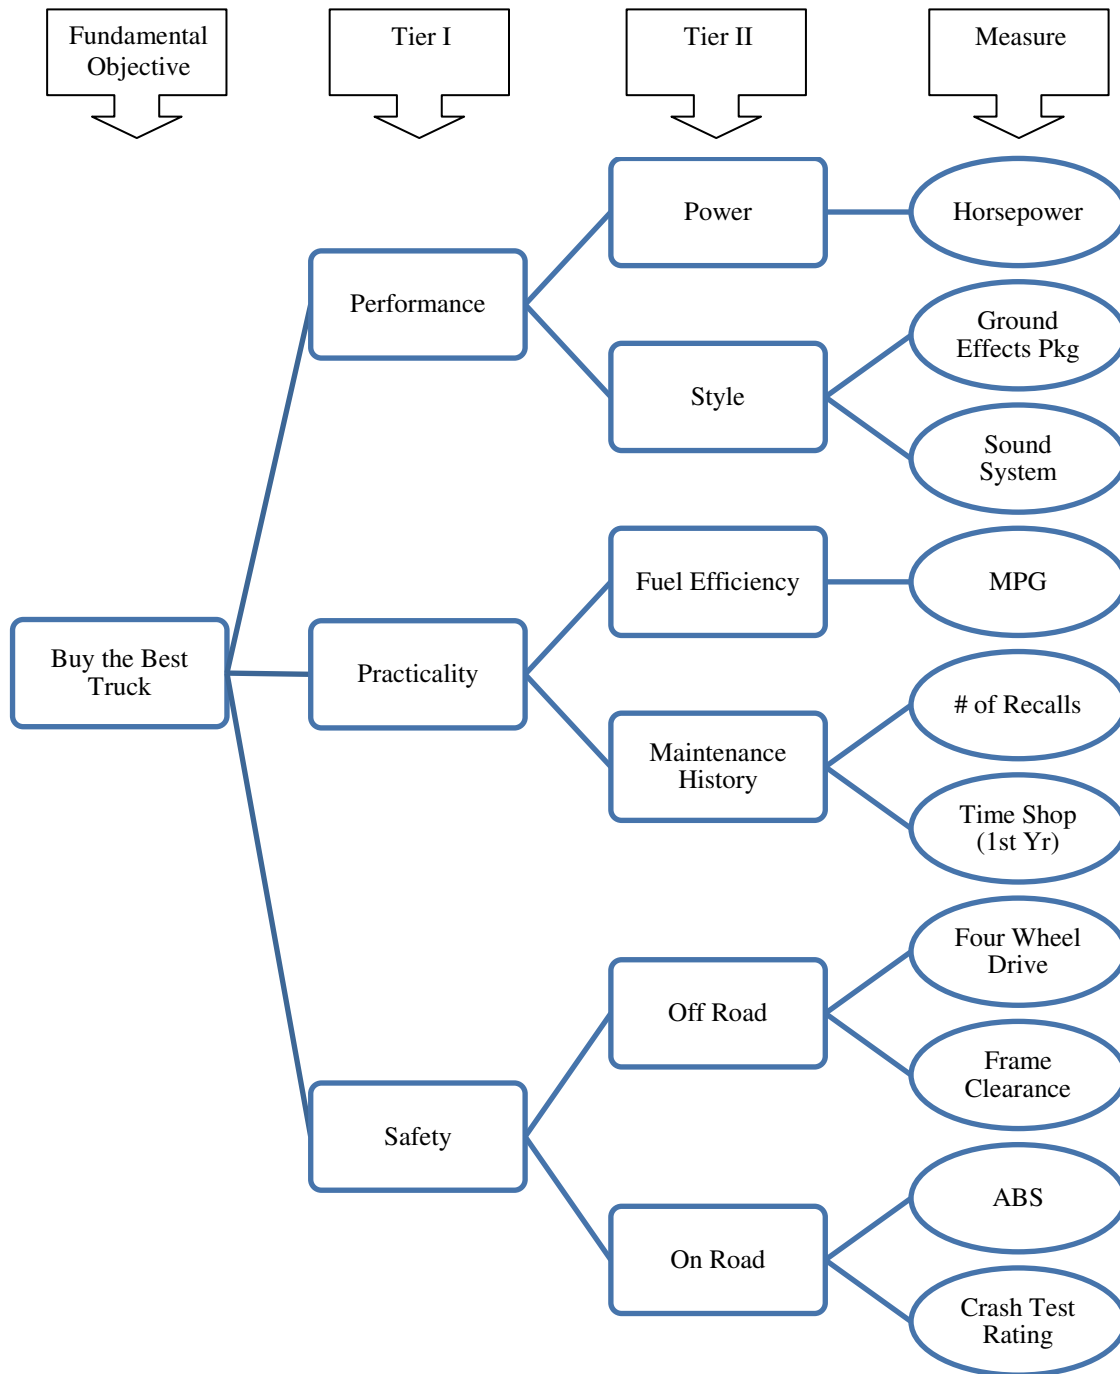 Fundamental
Objective
Tier I
Tier II
Measure
Power
Horsepower
Performance
Ground
Effects Pkg
Style
Sound
System
Fuel Efficiency
MPG
Buy the Best
Truck
Practicality
# of Recalls
Maintenance
History
Time Shop
(1st Yr)
Four Wheel
Drive
Off Road
Frame
Clearance
Safety
ABS
On Road
Crash Test
Rating